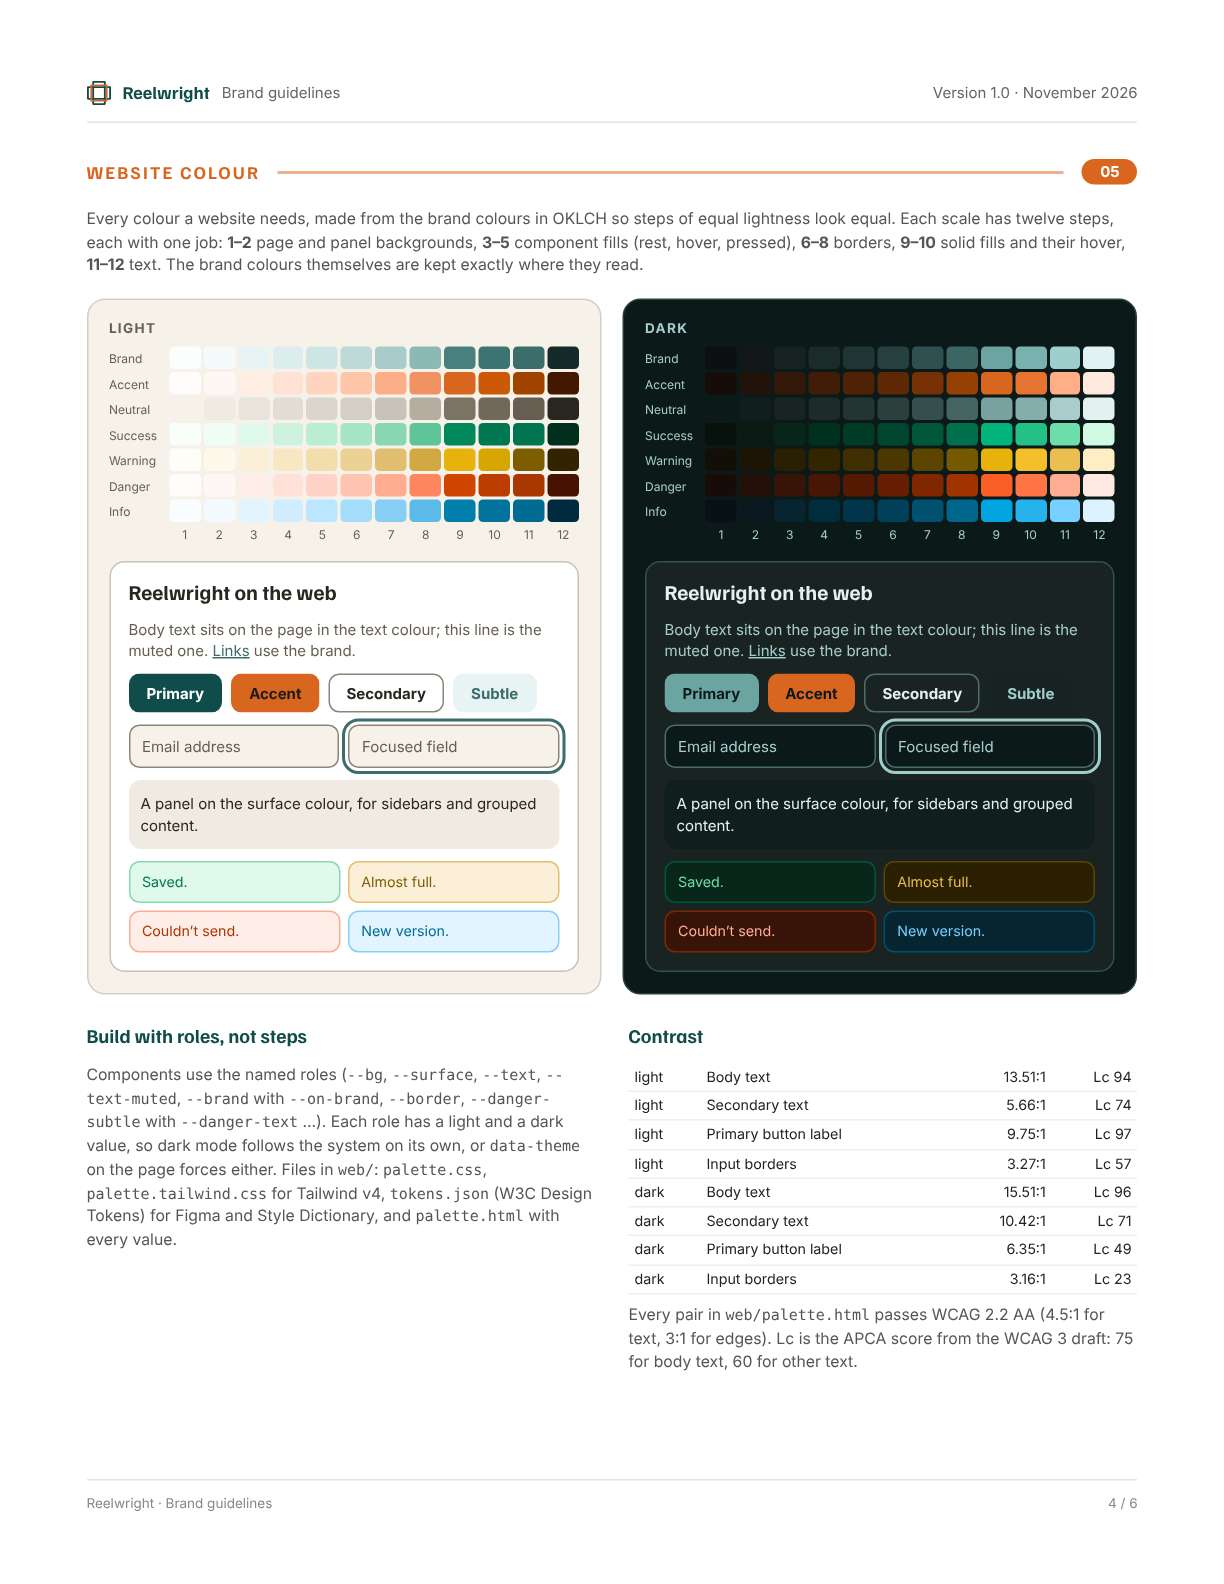 Reelwright Brand guidelines
Version 1.0 · November 2026
WEBSITE COLOUR
05
Every colour a website needs, made from the brand colours in OKLCH so steps of equal lightness look equal. Each scale has twelve steps,
each with one job: 1–2 page and panel backgrounds, 3–5 component fills (rest, hover, pressed), 6–8 borders, 9–10 solid fills and their hover,
11–12 text. The brand colours themselves are kept exactly where they read.
LIGHT
Brand
Accent
Neutral
Success
Warning
Danger
Info
1 2 3 4 5 6 7 8 9 10 11 12
Reelwright on the web
Body text sits on the page in the text colour; this line is the
muted one. Links use the brand.
Primary Accent Secondary Subtle
Email address Focused field
A panel on the surface colour, for sidebars and grouped
content.
Saved. Almost full.
Couldn’t send. New version.
DARK
Brand
Accent
Neutral
Success
Warning
Danger
Info
1 2 3 4 5 6 7 8 9 10 11 12
Reelwright on the web
Body text sits on the page in the text colour; this line is the
muted one. Links use the brand.
Primary Accent Secondary Subtle
Email address Focused field
A panel on the surface colour, for sidebars and grouped
content.
Saved. Almost full.
Couldn’t send. New version.
Build with roles, not steps
Components use the named roles (--bg, --surface, --text, --
text-muted, --brand with --on-brand, --border, --danger-
subtle with --danger-text …). Each role has a light and a dark
value, so dark mode follows the system on its own, or data-theme
on the page forces either. Files in web/: palette.css,
palette.tailwind.css for Tailwind v4, tokens.json (W3C Design
Tokens) for Figma and Style Dictionary, and palette.html with
every value.
Contrast
light Body text 13.51:1 Lc 94
light Secondary text 5.66:1 Lc 74
light Primary button label 9.75:1 Lc 97
light Input borders 3.27:1 Lc 57
dark Body text 15.51:1 Lc 96
dark Secondary text 10.42:1 Lc 71
dark Primary button label 6.35:1 Lc 49
dark Input borders 3.16:1 Lc 23
Every pair in web/palette.html passes WCAG 2.2 AA (4.5:1 for
text, 3:1 for edges). Lc is the APCA score from the WCAG 3 draft: 75
for body text, 60 for other text.
Reelwright · Brand guidelines
4 / 6